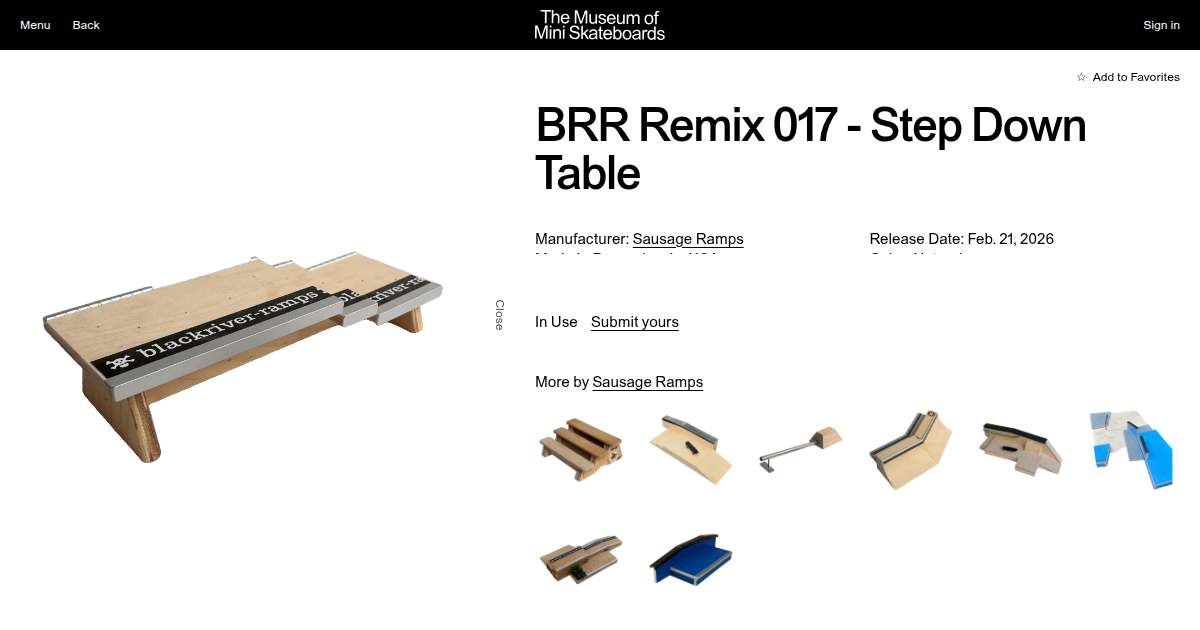 Menu
Back
The Museum of
Mini Skateboards
Sign in
☆ Add to Favorites
BRR Remix 017 - Step Down
Table
Manufacturer: Sausage Ramps
Release Date: Feb. 21, 2026
blackriver-ramps
Close
In Use
Submit yours
More by Sausage Ramps